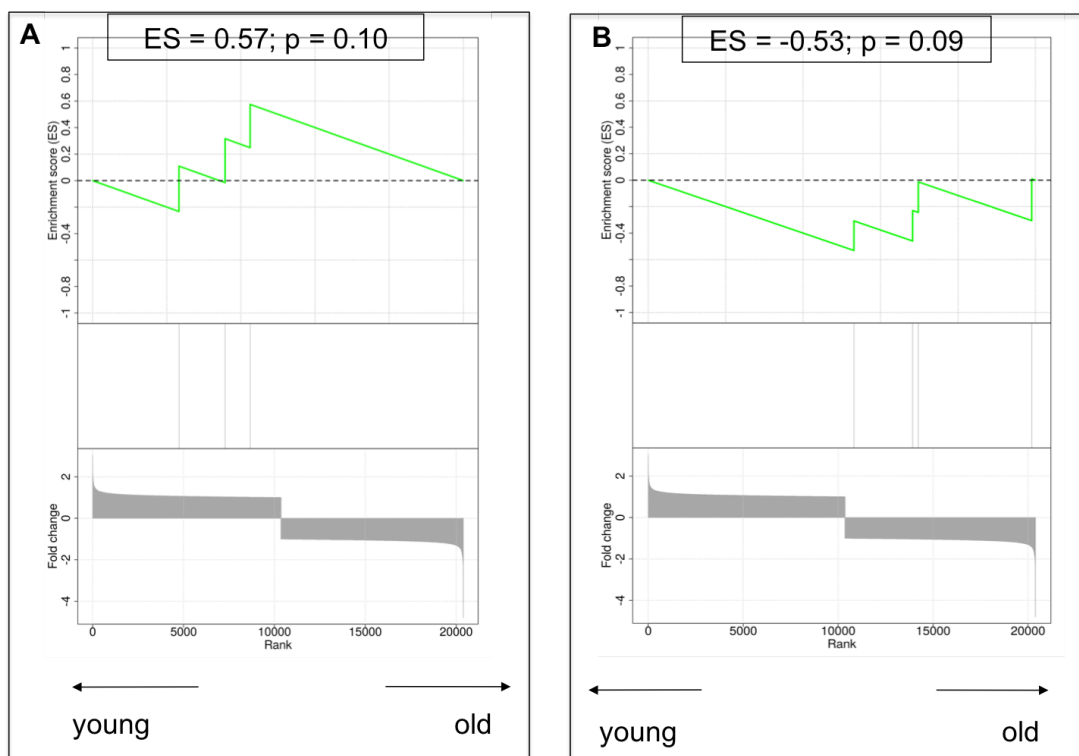 A
ES = 0.57; p = 0.10
Enrichment score (ES)
1
0.8
0.6
0.4
0.2
0
-0.4
-0.8
-1
Fold change
2
0
-2
-4
0 5000 10000 15000 20000
Rank
young old
B
ES = -0.53; p = 0.09
Enrichment score (ES)
1
0.8
0.6
0.4
0.2
0
-0.4
-0.8
-1
Fold change
2
0
-2
-4
0 5000 10000 15000 20000
Rank
young old